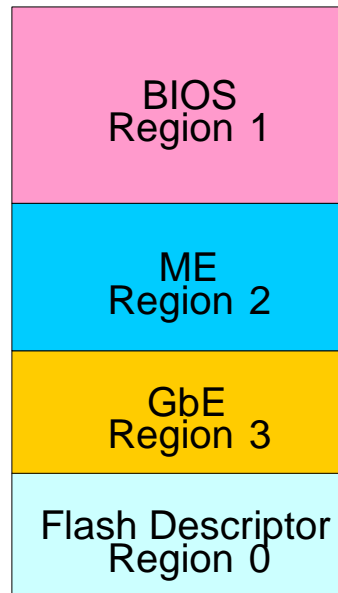 BIOS
Region 1
ME
Region 2
GbE
Region 3
Flash Descriptor
Region 0